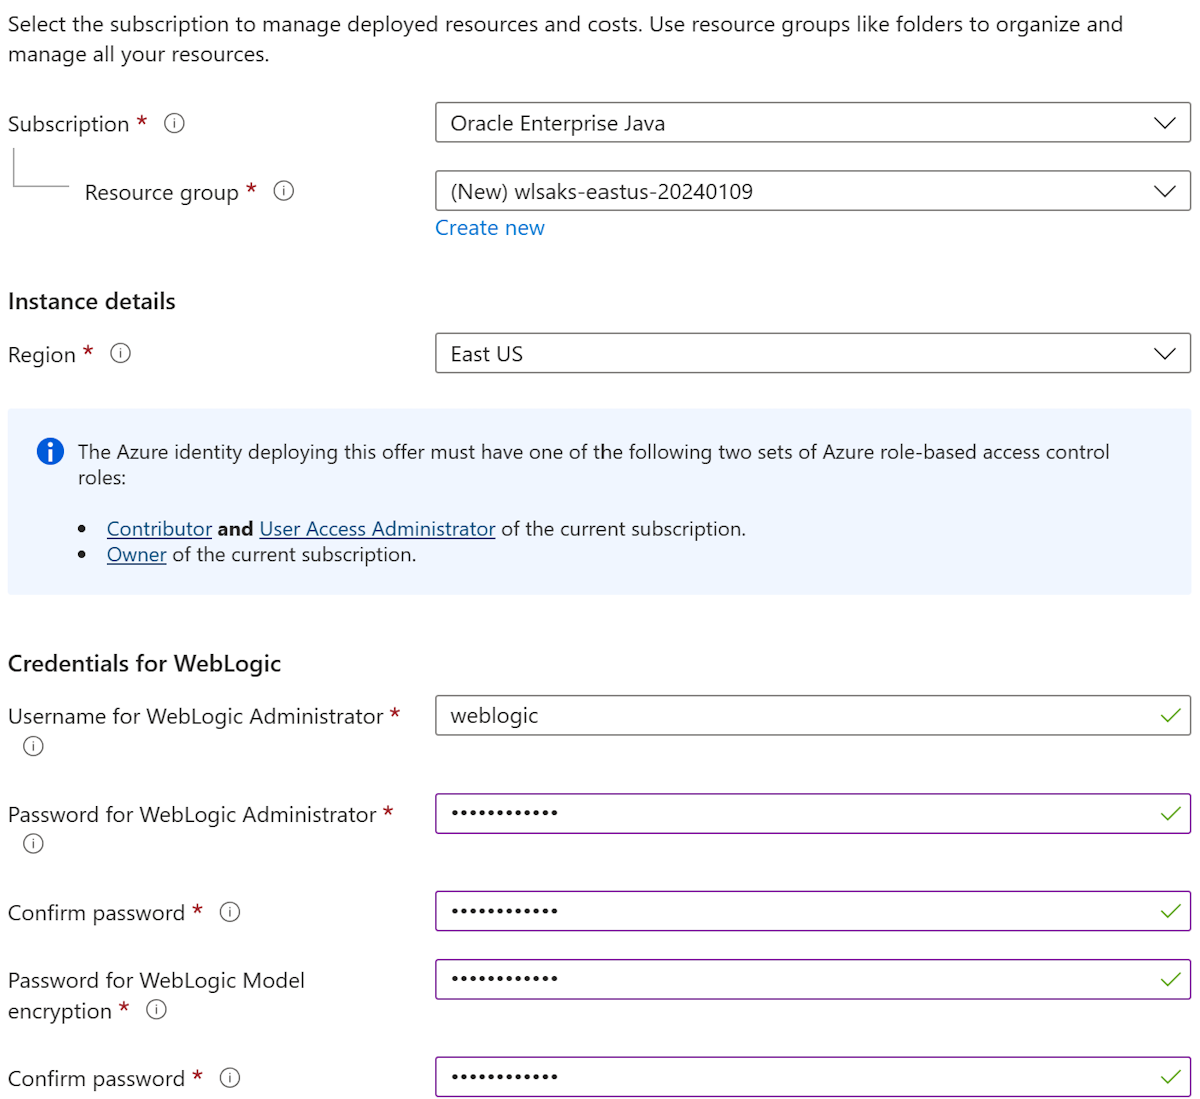 Select the subscription to manage deployed resources and costs. Use resource groups like folders to organize and
manage all your resources.
Subscription *
Oracle Enterprise Java
Resource group *
(New) wlsaks-eastus-20240109
Create new
Instance details
Region *
East US
The Azure identity deploying this offer must have one of the following two sets of Azure role-based access control
roles:
• Contributor and User Access Administrator of the current subscription.
• Owner of the current subscription.
Credentials for WebLogic
Username for WebLogic Administrator *
weblogic
Password for WebLogic Administrator *
••••••••••••
Confirm password *
••••••••••••
Password for WebLogic Model
encryption *
••••••••••••
Confirm password *
••••••••••••